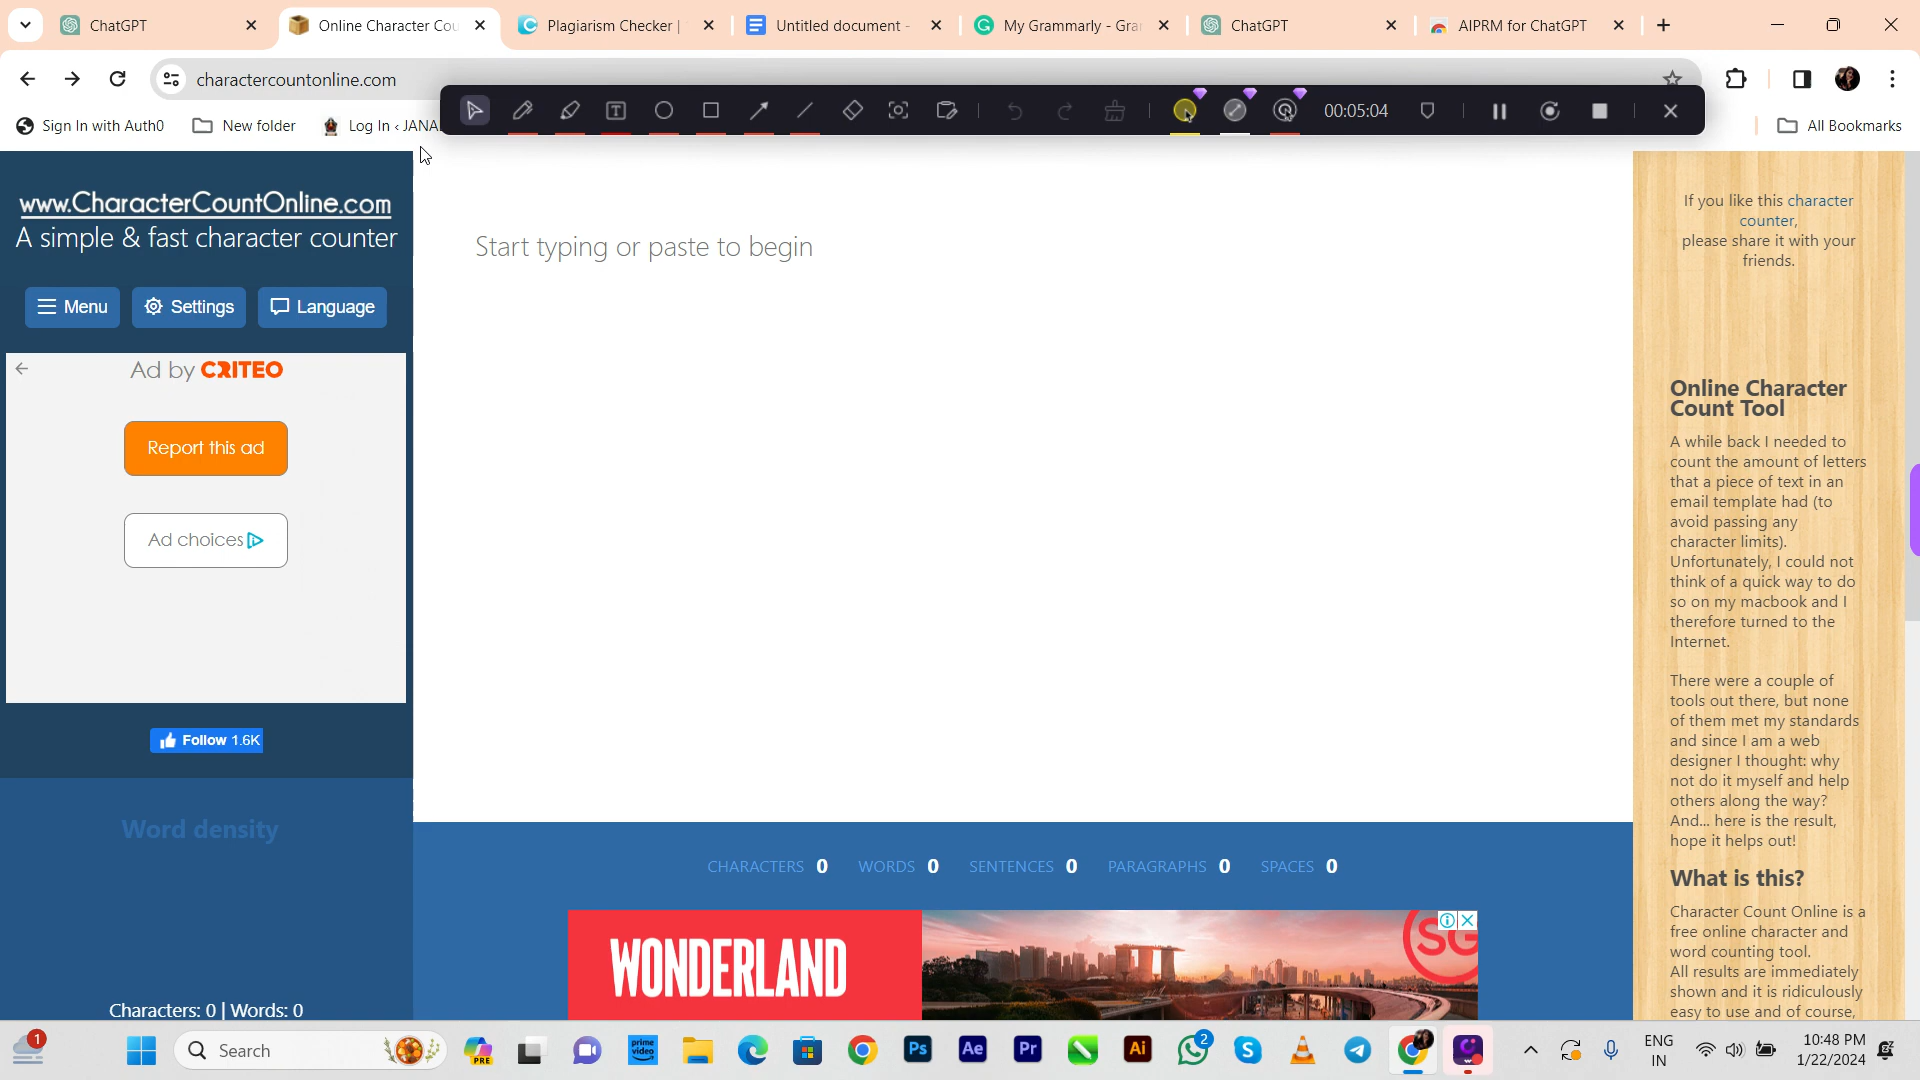 ChatGPT
Online Character Cou
Plagiarism Checker |
Untitled document -
My Grammarly - Gra
ChatGPT
AIPRM for ChatGPT
charactercountonline.com
00:05:04
Sign In with Auth0
New folder
Log In ‹ JANA
All Bookmarks
www.CharacterCountOnline.com
A simple & fast character counter
Menu
Settings
Language
Ad by CRITEO
Report this ad
Ad choices
Follow 1.6K
Word density
Characters: 0 | Words: 0
Start typing or paste to begin
CHARACTERS 0 WORDS 0 SENTENCES 0 PARAGRAPHS 0 SPACES 0
WONDERLAND
SG
If you like this character
counter,
please share it with your
friends.
Online Character
Count Tool
A while back I needed to
count the amount of letters
that a piece of text in an
email template had (to
avoid passing any
character limits).
Unfortunately, I could not
think of a quick way to do
so on my macbook and I
therefore turned to the
Internet.
There were a couple of
tools out there, but none
of them met my standards
and since I am a web
designer I thought: why
not do it myself and help
others along the way?
And... here is the result,
hope it helps out!
What is this?
Character Count Online is a
free online character and
word counting tool.
All results are immediately
shown and it is ridiculously
easy to use and of course,
1
Search
PRE
prime video
Ps
Ae
Pr
Ai
2
ENG
IN
10:48 PM
1/22/2024